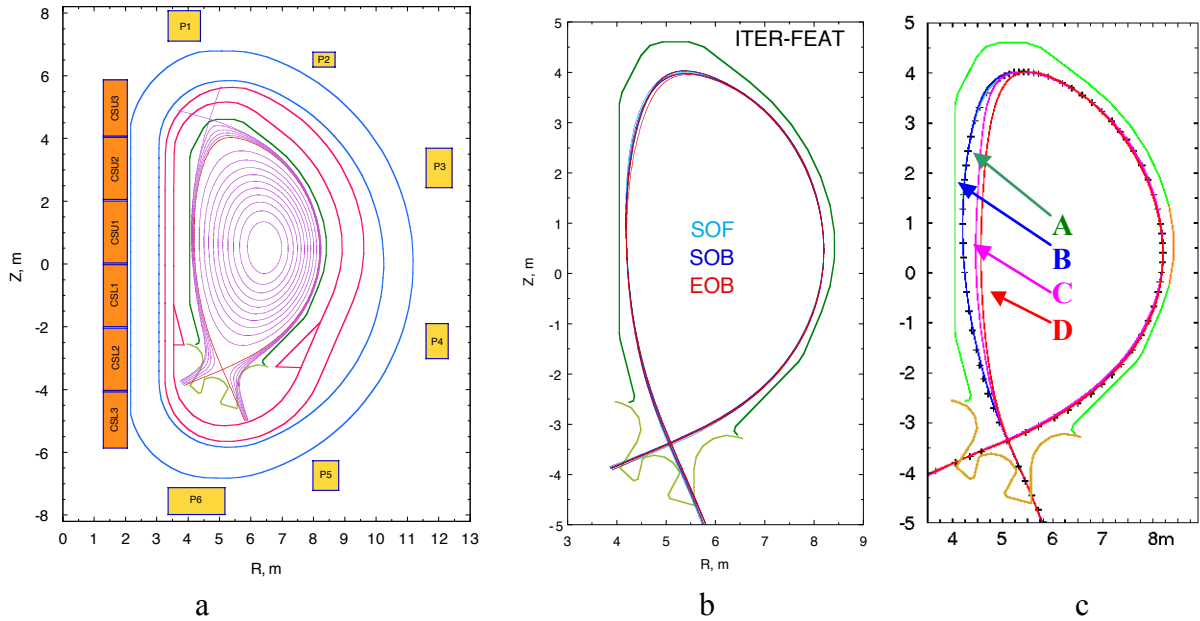 P1
P2
P3
P4
P5
P6
CSU3
CSU2
CSU1
CSL1
CSL2
CSL3
8
6
4
2
0
-2
-4
-6
-8
Z, m
0 1 2 3 4 5 6 7 8 9 10 11 12 13
R, m
a
ITER-FEAT
SOF
SOB
EOB
5
4
3
2
1
0
-1
-2
-3
-4
-5
Z, m
3 4 5 6 7 8 9
R, m
b
5
4
3
2
1
0
-1
-2
-3
-4
-5
A
B
C
D
4 5 6 7 8m
c